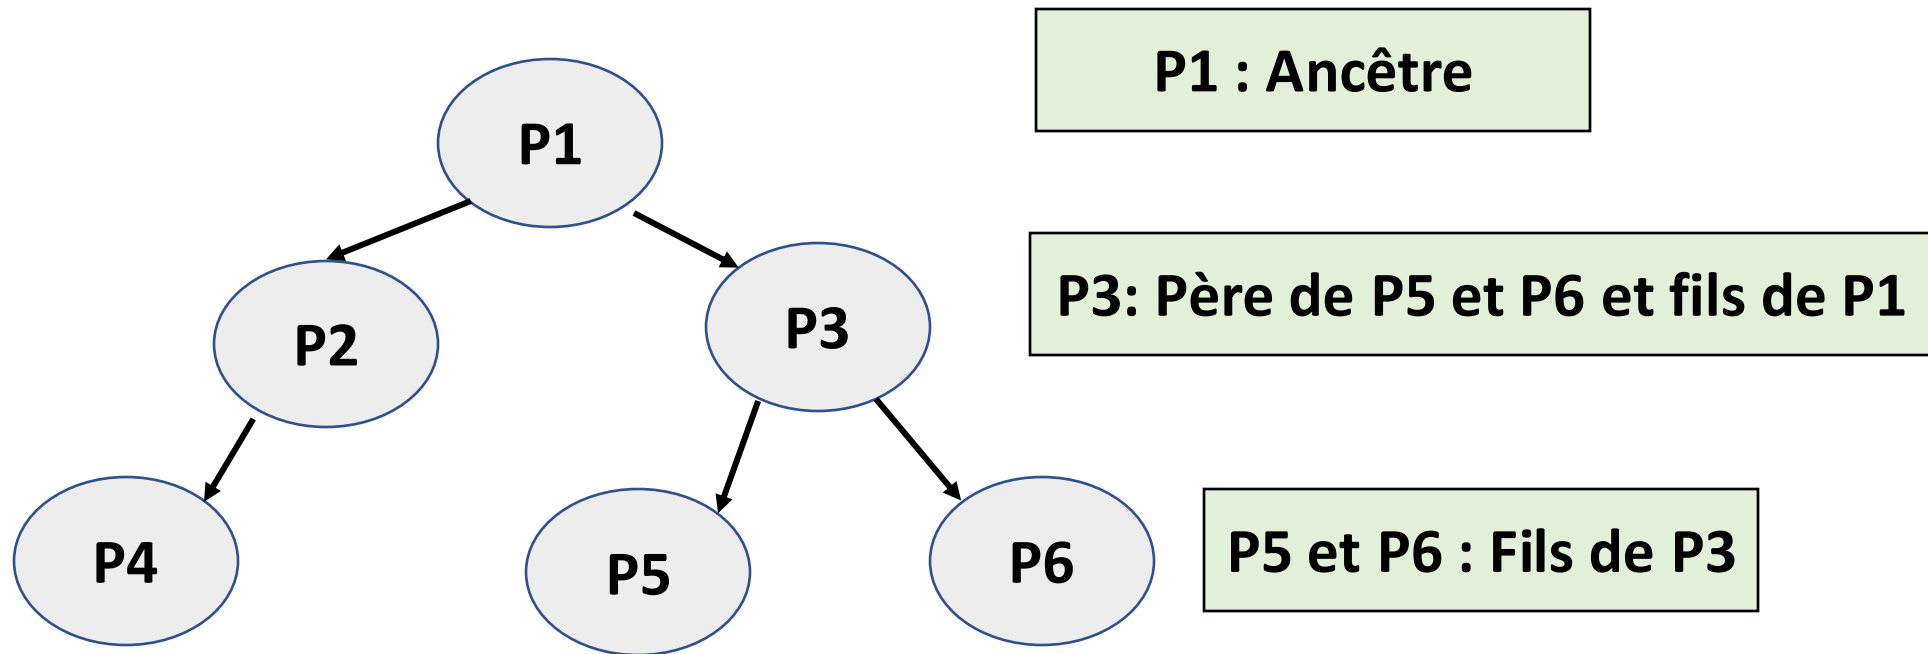 P1 : Ancêtre
P1
P3: Père de P5 et P6 et fils de P1
P2
P3
P5 et P6 : Fils de P3
P4
P5
P6